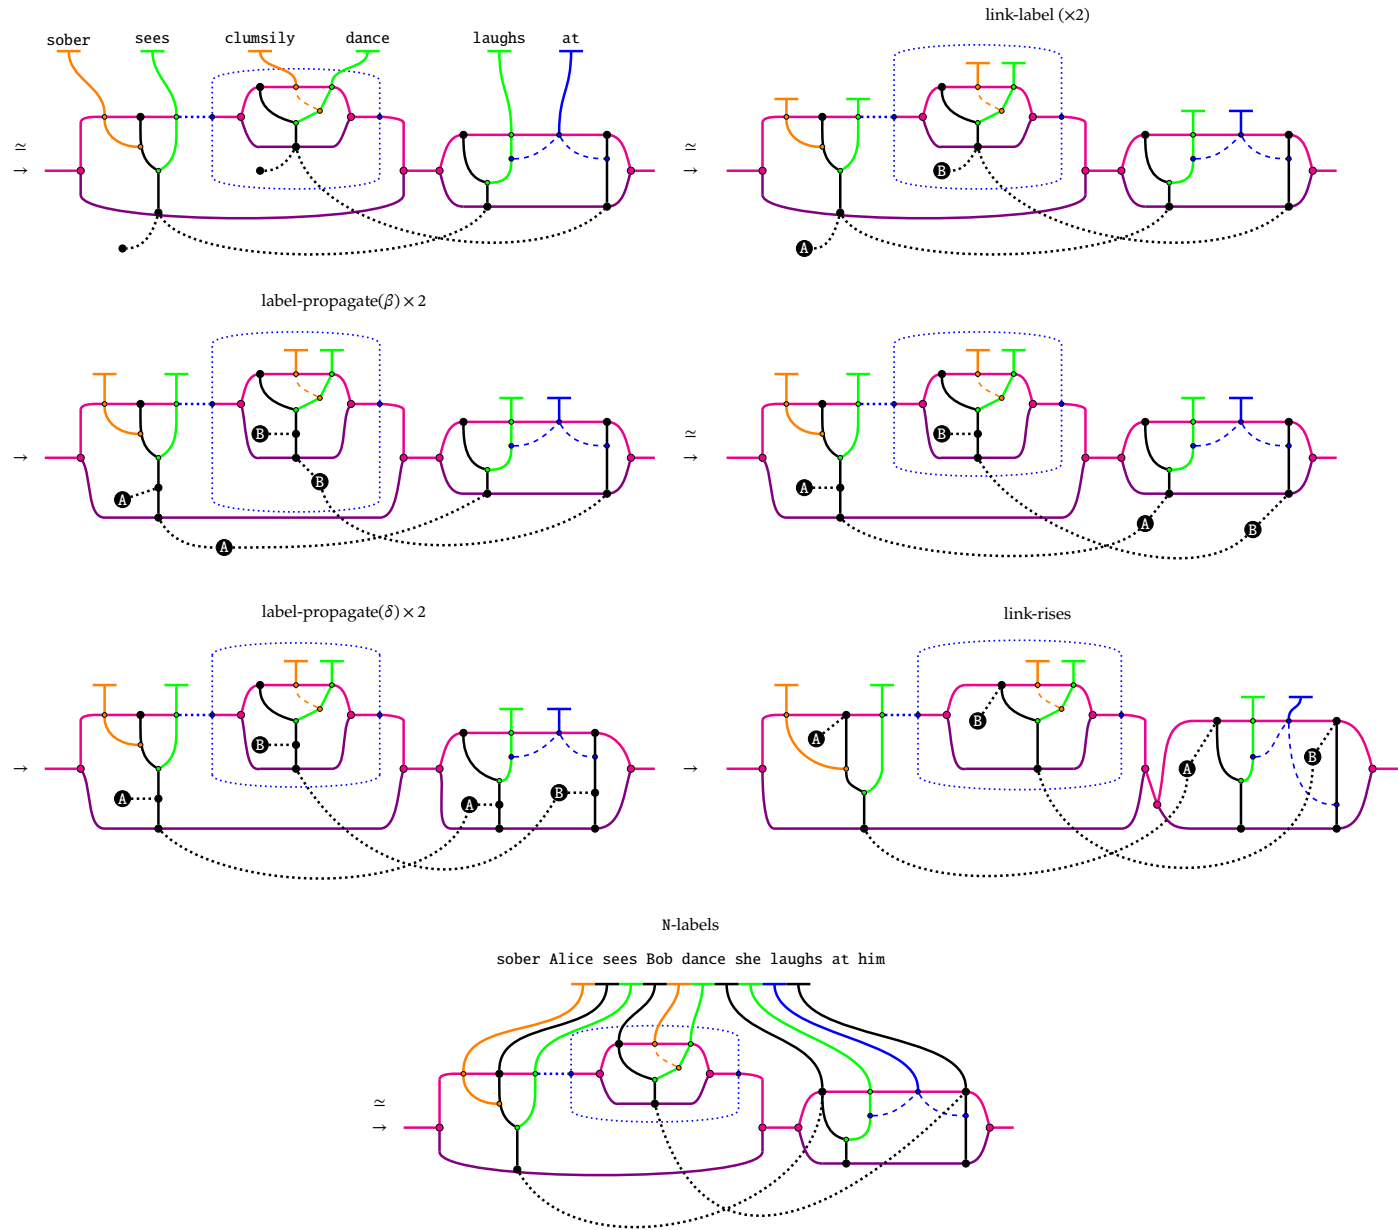 link-label (×2)
sober sees clumsily dance laughs at
≃
→
B
A
≃
→
label-propagate(β) × 2
→
B
A
B
A
≃
→
B
A
A
B
label-propagate(δ) × 2
link-rises
→
B
A
A
B
→
B
A
A
B
N-labels
sober Alice sees Bob dance she laughs at him
≃
→